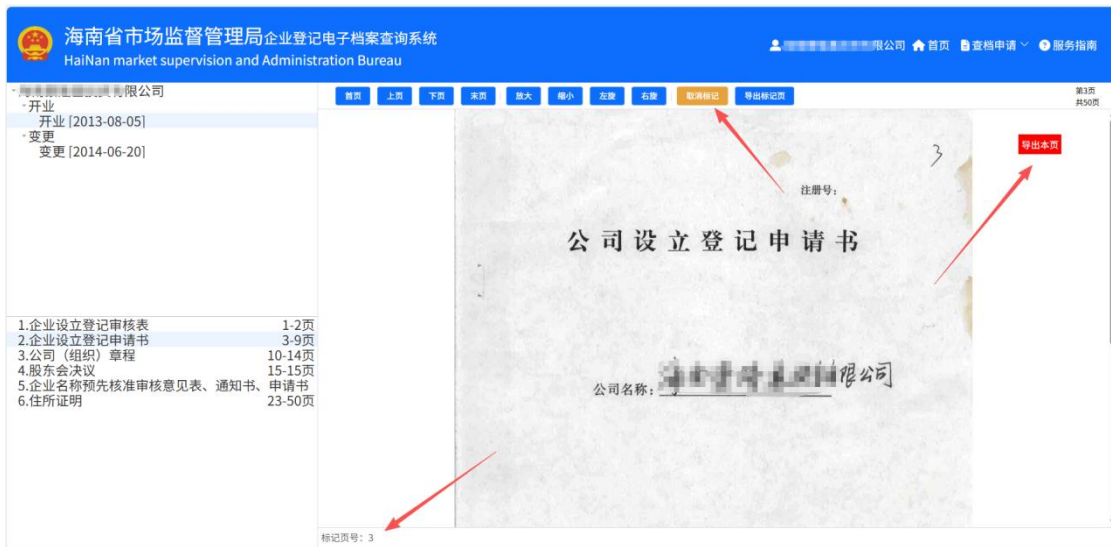 海南省市场监督管理局企业登记电子档案查询系统
HaiNan market supervision and Administration Bureau
限公司 首页 查档申请 服务指南
限公司
开业
开业 [2013-08-05]
变更
变更 [2014-06-20]
1.企业设立登记审核表 1-2页
2.企业设立登记申请书 3-9页
3.公司（组织）章程 10-14页
4.股东会决议 15-15页
5.企业名称预先核准审核意见表、通知书、申请书
6.住所证明 23-50页
首页 上页 下页 末页 放大 缩小 左旋 右旋 取消标记 导出标记页
第3页
共50页
导出本页
3
注册号：
公司设立登记申请书
公司名称： 限公司
标记页号：3